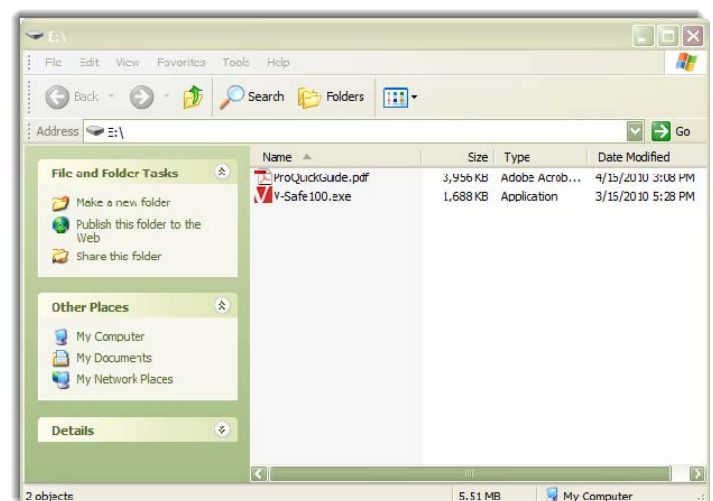 E:\
File Edit View Favorites Tools Help
Back Search Folders
Address E:\ Go
Name Size Type Date Modified
ProQuickGuide.pdf 3,956 KB Adobe Acrob... 4/15/2010 3:08 PM
V-Safe100.exe 1,688 KB Application 3/15/2010 5:28 PM
File and Folder Tasks
Make a new folder
Publish this folder to the
Web
Share this folder
Other Places
My Computer
My Documents
My Network Places
Details
2 objects 5.51 MB My Computer